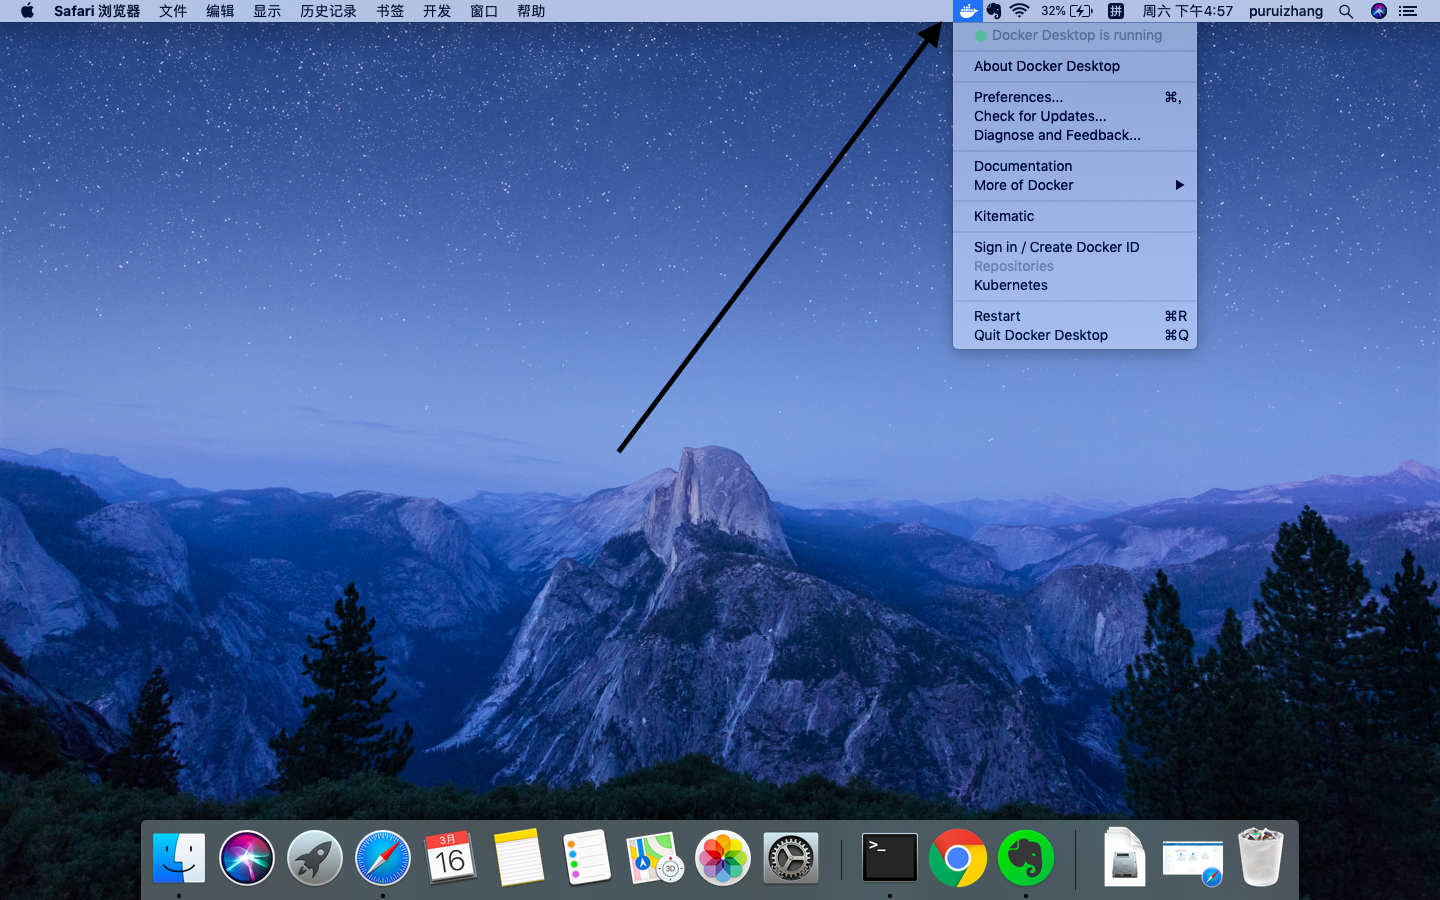 Safari 浏览器 文件 编辑 显示 历史记录 书签 开发 窗口 帮助 32% 拼 周六 下午4:57 puruizhang
Docker Desktop is running
About Docker Desktop
Preferences... ⌘,
Check for Updates...
Diagnose and Feedback...
Documentation
More of Docker
Kitematic
Sign in / Create Docker ID
Repositories
Kubernetes
Restart ⌘R
Quit Docker Desktop ⌘Q
3月
16
3D
>_